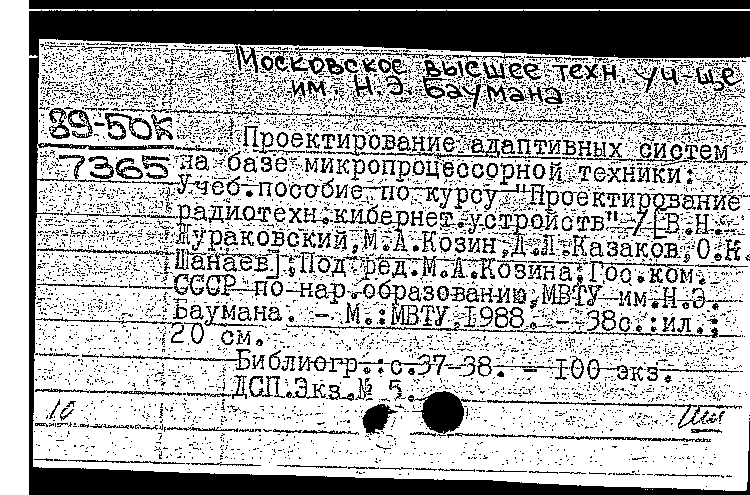 Московское высшее техн. уч-ще
им. Н.Э. Баумана
89-50к
7365
Проектирование адаптивных систем
на базе микропроцессорной техники:
Учеб.пособие по курсу "Проектирование
радиотехн.кибернет.устройств" / [В.Н.
Жураковский,М.А.Козин,Д.Л.Казаков,О.К.
Шанаев];Под ред.М.А.Козина;Гос.ком.
СССР по нар.образованию,МВТУ им.Н.Э.
Баумана. - М.:МВТУ,1988. - 38с.:ил.;
20 см.
Библиогр.:с.37-38. - 100 экз.
ДСП.Экз.№ 5.
10